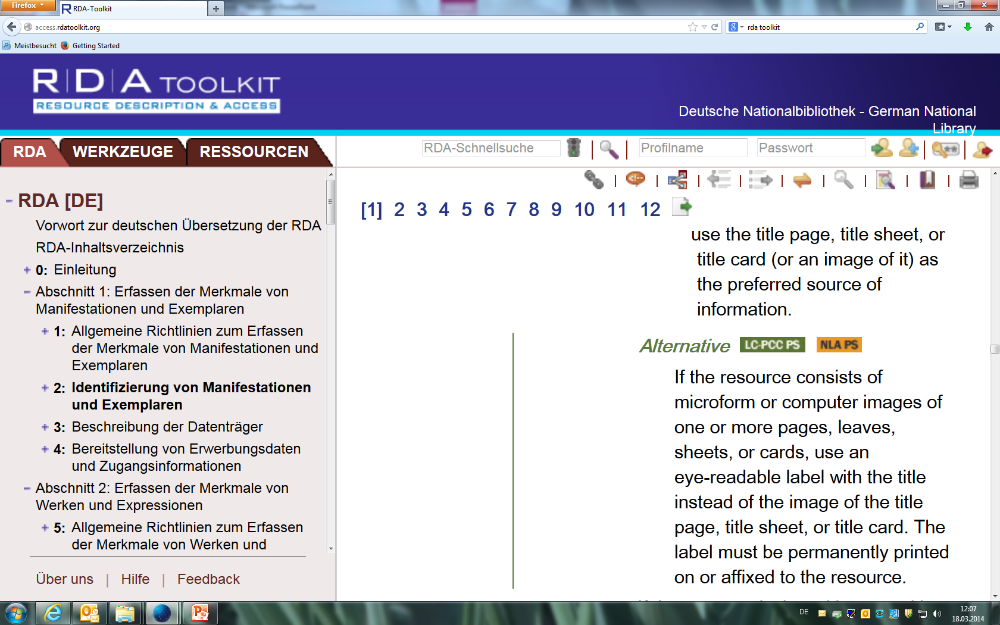 Firefox
RDA-Toolkit
access.rdatoolkit.org
rda toolkit
Meistbesucht
Getting Started
R|D|A TOOLKIT
RESOURCE DESCRIPTION & ACCESS
Deutsche Nationalbibliothek - German National
Library
RDA
WERKZEUGE
RESSOURCEN
RDA-Schnellsuche
Profilname
Passwort
RDA [DE]
Vorwort zur deutschen Übersetzung der RDA
RDA-Inhaltsverzeichnis
0: Einleitung
Abschnitt 1: Erfassen der Merkmale von
Manifestationen und Exemplaren
1: Allgemeine Richtlinien zum Erfassen
der Merkmale von Manifestationen und
Exemplaren
2: Identifizierung von Manifestationen
und Exemplaren
3: Beschreibung der Datenträger
4: Bereitstellung von Erwerbungsdaten
und Zugangsinformationen
Abschnitt 2: Erfassen der Merkmale von
Werken und Expressionen
5: Allgemeine Richtlinien zum Erfassen
der Merkmale von Werken und
Über uns | Hilfe | Feedback
[1] 2 3 4 5 6 7 8 9 10 11 12
use the title page, title sheet, or
title card (or an image of it) as
the preferred source of
information.
Alternative LC-PCC PS NLA PS
If the resource consists of
microform or computer images of
one or more pages, leaves,
sheets, or cards, use an
eye-readable label with the title
instead of the image of the title
page, title sheet, or title card. The
label must be permanently printed
on or affixed to the resource.
DE
12:07
18.03.2014